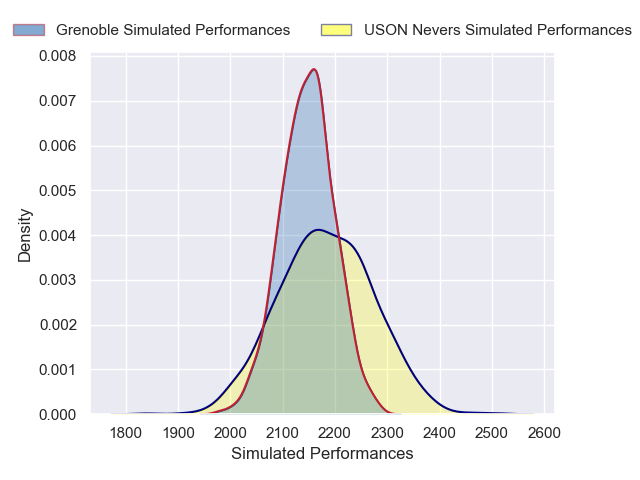 Grenoble Simulated Performances USON Nevers Simulated Performances
0.008
0.007
0.006
0.005
0.004
0.003
0.002
0.001
0.000
Density
1800 1900 2000 2100 2200 2300 2400 2500 2600
Simulated Performances